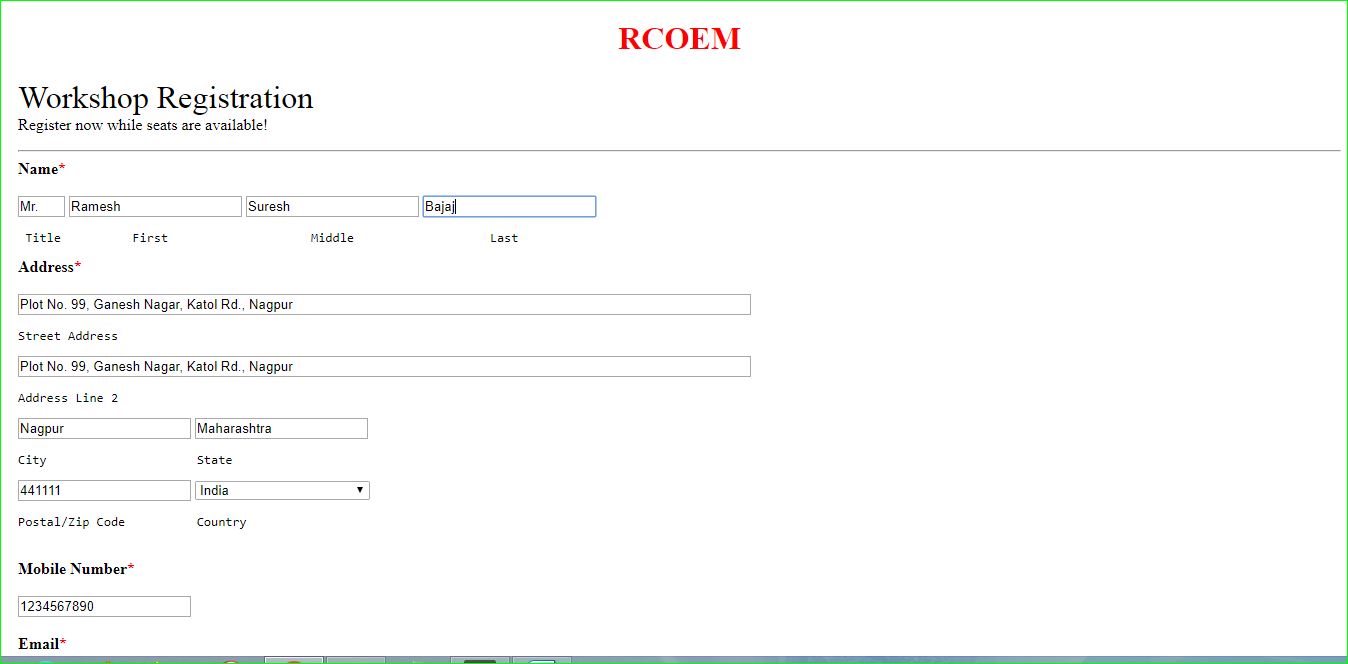 RCOEM
Workshop Registration
Register now while seats are available!
Name*
Mr. Ramesh Suresh Bajaj
Title First Middle Last
Address*
Plot No. 99, Ganesh Nagar, Katol Rd., Nagpur
Street Address
Plot No. 99, Ganesh Nagar, Katol Rd., Nagpur
Address Line 2
Nagpur Maharashtra
City State
441111 India
Postal/Zip Code Country
Mobile Number*
1234567890
Email*